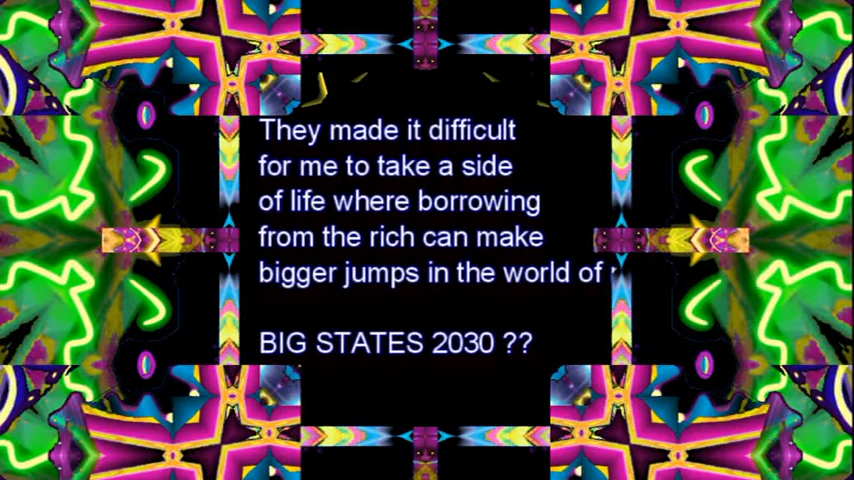 They made it difficult
for me to take a side
of life where borrowing
from the rich can make
bigger jumps in the world of
BIG STATES 2030 ??